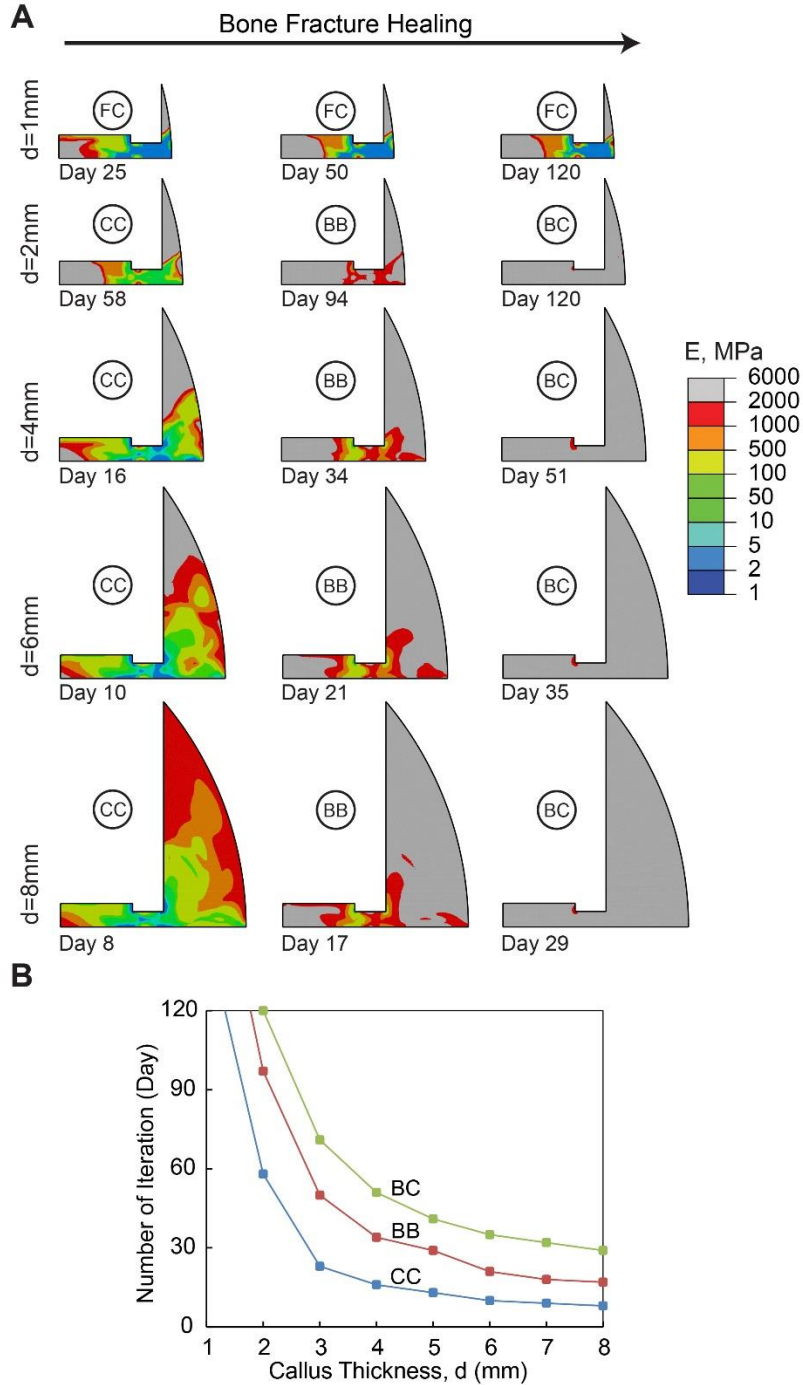 A
Bone Fracture Healing
d=1mm
FC
FC
FC
Day 25
Day 50
Day 120
d=2mm
CC
BB
BC
Day 58
Day 94
Day 120
d=4mm
CC
BB
BC
Day 16
Day 34
Day 51
d=6mm
CC
BB
BC
Day 10
Day 21
Day 35
d=8mm
CC
BB
BC
Day 8
Day 17
Day 29
E, MPa
6000
2000
1000
500
100
50
10
5
2
1
B
Number of Iteration (Day)
120
90
60
30
0
BC
BB
CC
1 2 3 4 5 6 7 8
Callus Thickness, d (mm)